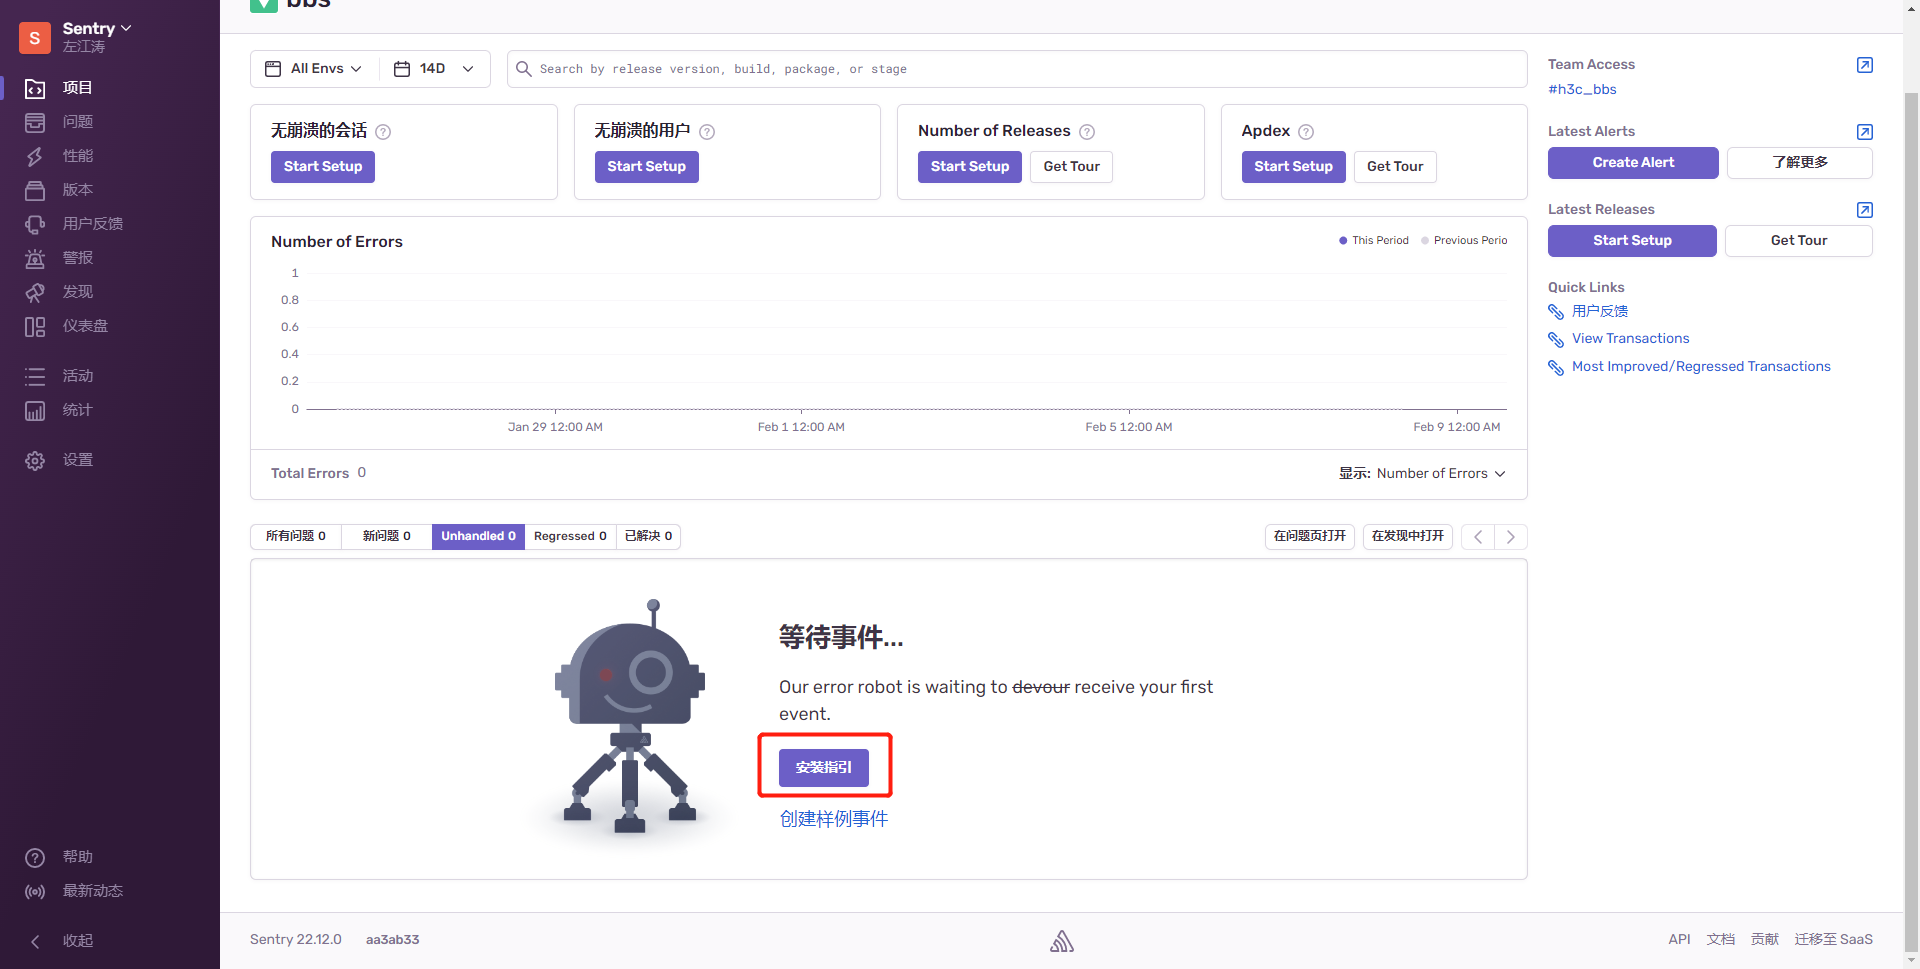 S
Sentry
左江涛
项目
问题
性能
版本
用户反馈
警报
发现
仪表盘
活动
统计
设置
帮助
最新动态
收起
bbs
All Envs
14D
Search by release version, build, package, or stage
无崩溃的会话 ?
Start Setup
无崩溃的用户 ?
Start Setup
Number of Releases ?
Start Setup
Get Tour
Apdex ?
Start Setup
Get Tour
Number of Errors
This Period
Previous Perio
1
0.8
0.6
0.4
0.2
0
Jan 29 12:00 AM
Feb 1 12:00 AM
Feb 5 12:00 AM
Feb 9 12:00 AM
Total Errors 0
显示: Number of Errors
所有问题 0
新问题 0
Unhandled 0
Regressed 0
已解决 0
在问题页打开
在发现中打开
等待事件...
Our error robot is waiting to devour receive your first
event.
安装指引
创建样例事件
Team Access
#h3c_bbs
Latest Alerts
Create Alert
了解更多
Latest Releases
Start Setup
Get Tour
Quick Links
用户反馈
View Transactions
Most Improved/Regressed Transactions
Sentry 22.12.0
aa3ab33
API
文档
贡献
迁移至 SaaS